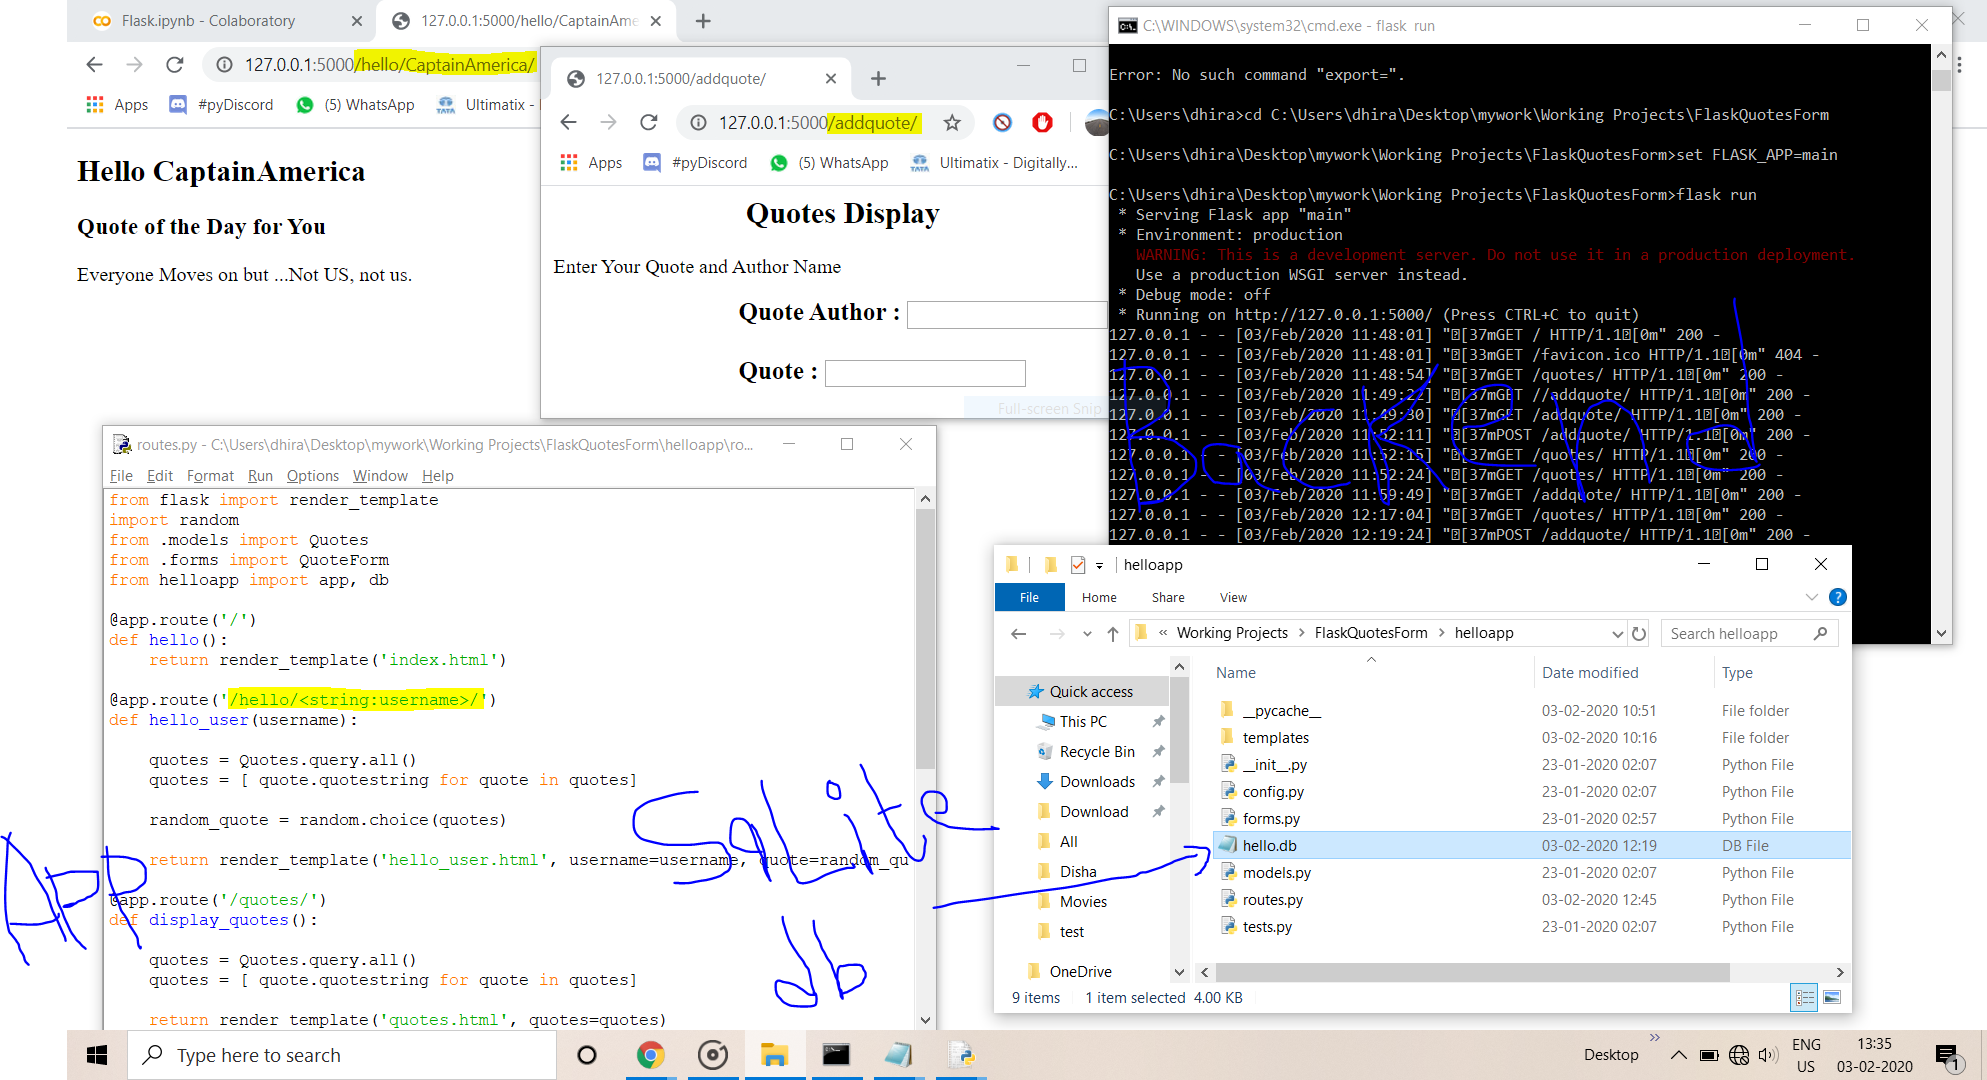 Flask.ipynb - Colaboratory
127.0.0.1:5000/hello/CaptainAme
127.0.0.1:5000/hello/CaptainAmerica/
Apps #pyDiscord (5) WhatsApp Ultimatix -
Hello CaptainAmerica
Quote of the Day for You
Everyone Moves on but ...Not US, not us.
127.0.0.1:5000/addquote/
127.0.0.1:5000/addquote/
Apps #pyDiscord (5) WhatsApp Ultimatix - Digitally...
Quotes Display
Enter Your Quote and Author Name
Quote Author :
Quote :
Full-screen Snip
C:\WINDOWS\system32\cmd.exe - flask run
Error: No such command "export=".
C:\Users\dhira>cd C:\Users\dhira\Desktop\mywork\Working Projects\FlaskQuotesForm
C:\Users\dhira\Desktop\mywork\Working Projects\FlaskQuotesForm>set FLASK_APP=main
C:\Users\dhira\Desktop\mywork\Working Projects\FlaskQuotesForm>flask run
* Serving Flask app "main"
* Environment: production
WARNING: This is a development server. Do not use it in a production deployment.
Use a production WSGI server instead.
* Debug mode: off
* Running on http://127.0.0.1:5000/ (Press CTRL+C to quit)
127.0.0.1 - - [03/Feb/2020 11:48:01] "[37mGET / HTTP/1.1[0m" 200 -
127.0.0.1 - - [03/Feb/2020 11:48:01] "[33mGET /favicon.ico HTTP/1.1[0m" 404 -
127.0.0.1 - - [03/Feb/2020 11:48:54] "[37mGET /quotes/ HTTP/1.1[0m" 200 -
127.0.0.1 - - [03/Feb/2020 11:49:22] "[37mGET //addquote/ HTTP/1.1[0m" 200 -
127.0.0.1 - - [03/Feb/2020 11:49:30] "[37mGET /addquote/ HTTP/1.1[0m" 200 -
127.0.0.1 - - [03/Feb/2020 11:52:11] "[37mPOST /addquote/ HTTP/1.1[0m" 200 -
127.0.0.1 - - [03/Feb/2020 11:52:15] "[37mGET /quotes/ HTTP/1.1[0m" 200 -
127.0.0.1 - - [03/Feb/2020 11:52:24] "[37mGET /quotes/ HTTP/1.1[0m" 200 -
127.0.0.1 - - [03/Feb/2020 11:59:49] "[37mGET /addquote/ HTTP/1.1[0m" 200 -
127.0.0.1 - - [03/Feb/2020 12:17:04] "[37mGET /quotes/ HTTP/1.1[0m" 200 -
127.0.0.1 - - [03/Feb/2020 12:19:24] "[37mPOST /addquote/ HTTP/1.1[0m" 200 -
BacKend
routes.py - C:\Users\dhira\Desktop\mywork\Working Projects\FlaskQuotesForm\helloapp\ro...
File Edit Format Run Options Window Help
from flask import render_template
import random
from .models import Quotes
from .forms import QuoteForm
from helloapp import app, db
@app.route('/')
def hello():
return render_template('index.html')
@app.route('/hello/<string:username>/')
def hello_user(username):
quotes = Quotes.query.all()
quotes = [ quote.quotestring for quote in quotes]
random_quote = random.choice(quotes)
return render_template('hello_user.html', username=username, quote=random_qu
@app.route('/quotes/')
def display_quotes():
quotes = Quotes.query.all()
quotes = [ quote.quotestring for quote in quotes]
return render_template('quotes.html', quotes=quotes)
APP
SqLite
db
helloapp
File Home Share View
« Working Projects > FlaskQuotesForm > helloapp
Search helloapp
Quick access
This PC
Recycle Bin
Downloads
Download
All
Disha
Movies
test
OneDrive
Name Date modified Type
__pycache__ 03-02-2020 10:51 File folder
templates 03-02-2020 10:16 File folder
__init__.py 23-01-2020 02:07 Python File
config.py 23-01-2020 02:07 Python File
forms.py 23-01-2020 02:57 Python File
hello.db 03-02-2020 12:19 DB File
models.py 23-01-2020 02:07 Python File
routes.py 03-02-2020 12:45 Python File
tests.py 23-01-2020 02:07 Python File
9 items 1 item selected 4.00 KB
Type here to search
Desktop
ENG
US
13:35
03-02-2020
1